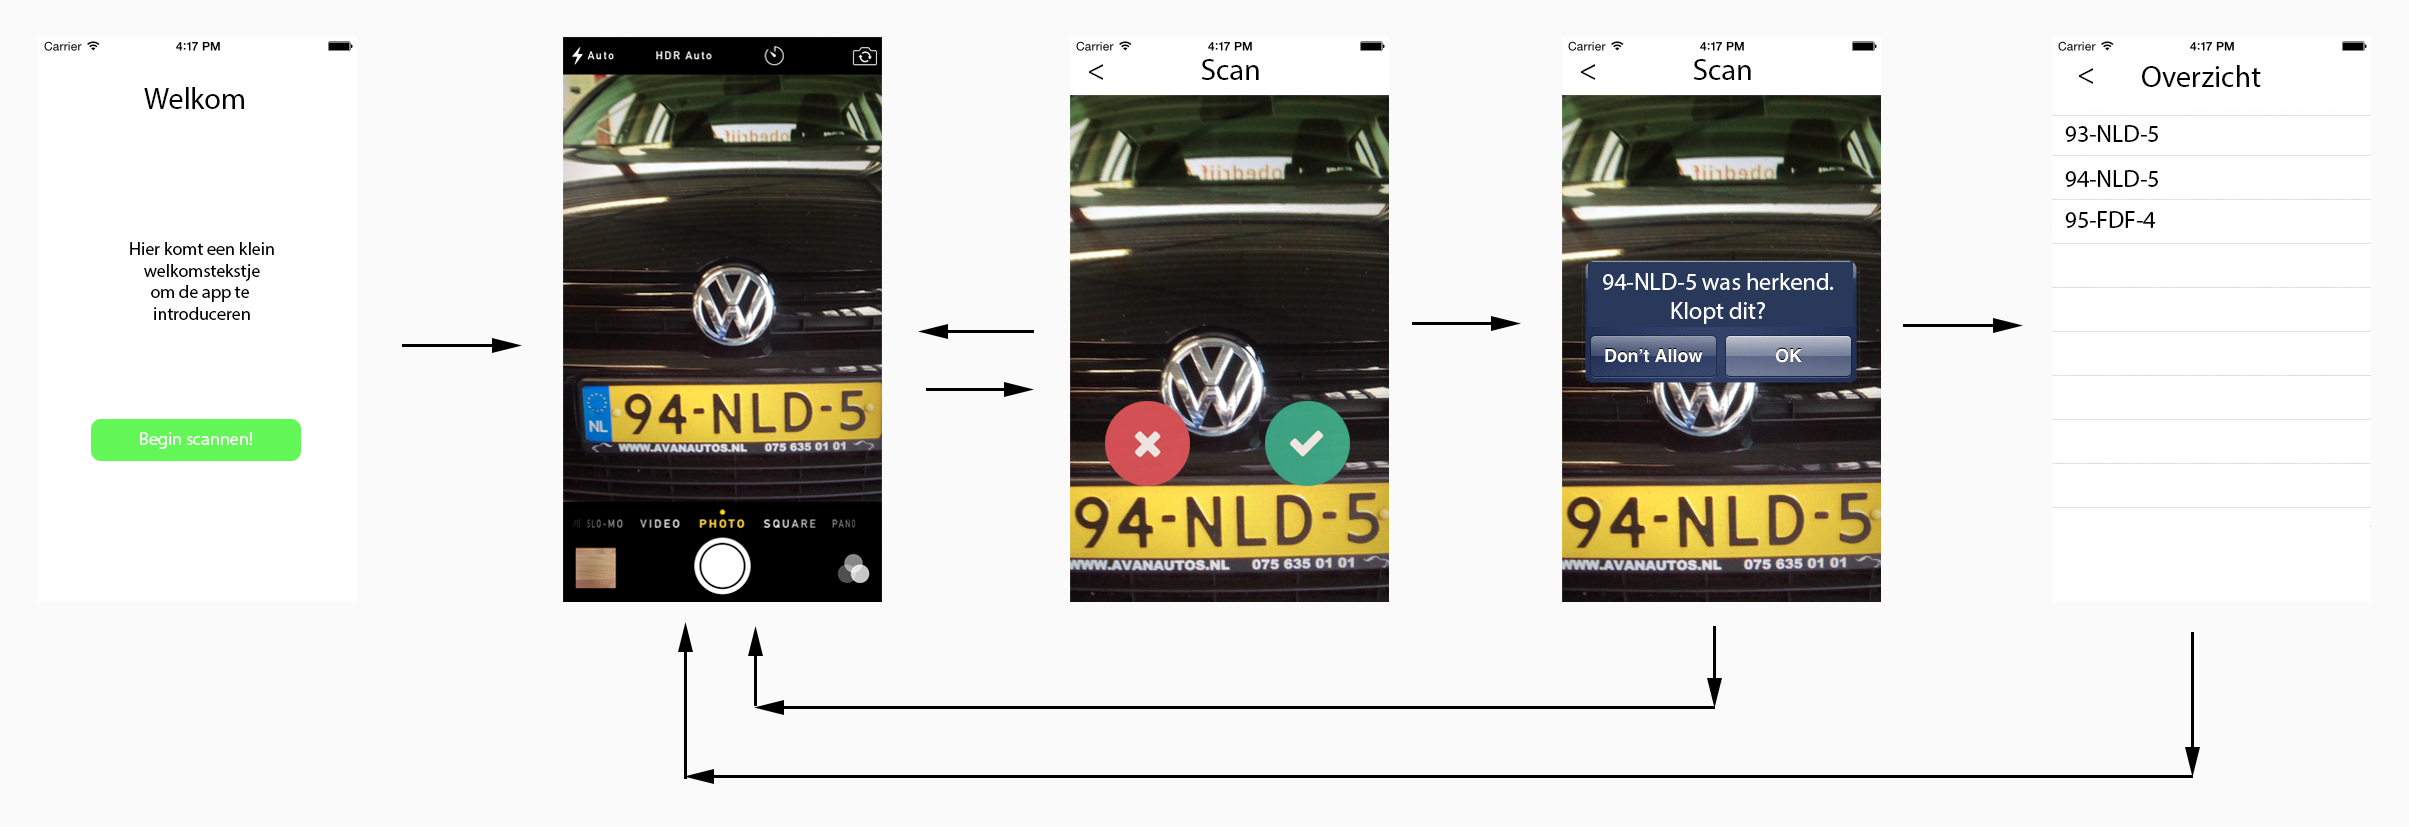 Carrier 4:17 PM
Welkom
Hier komt een klein
welkomstekstje
om de app te
introduceren
Begin scannen!
Auto HDR Auto
obedrijf
94-NLD-5
NL
WWW.AVANAUTOS.NL 075 635 01 01
SLO-MO VIDEO PHOTO SQUARE PANO
Carrier 4:17 PM
< Scan
obedrijf
94-NLD-5
WWW.AVANAUTOS.NL 075 635 01 01
Carrier 4:17 PM
< Scan
obedrijf
94-NLD-5 was herkend.
Klopt dit?
Don't Allow OK
94-NLD-5
WWW.AVANAUTOS.NL 075 635 01 01
Carrier 4:17 PM
< Overzicht
93-NLD-5
94-NLD-5
95-FDF-4